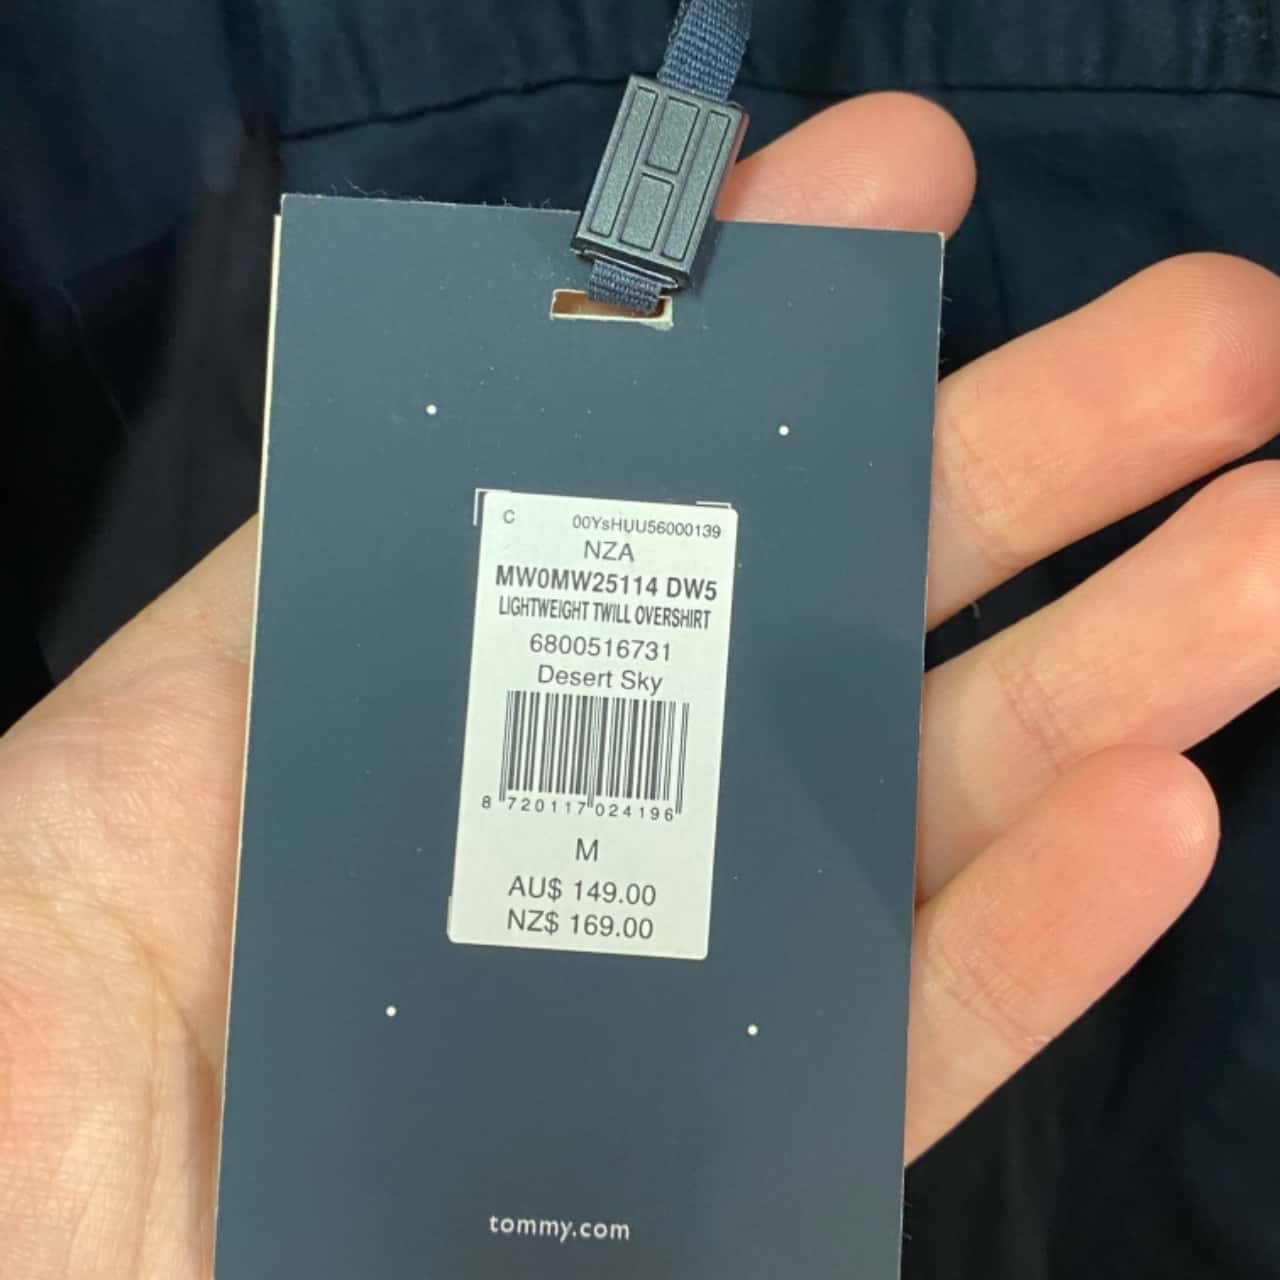 C 00YsHUU56000139
NZA
MW0MW25114 DW5
LIGHTWEIGHT TWILL OVERSHIRT
6800516731
Desert Sky
8 720117 024196
M
AU$ 149.00
NZ$ 169.00
tommy.com